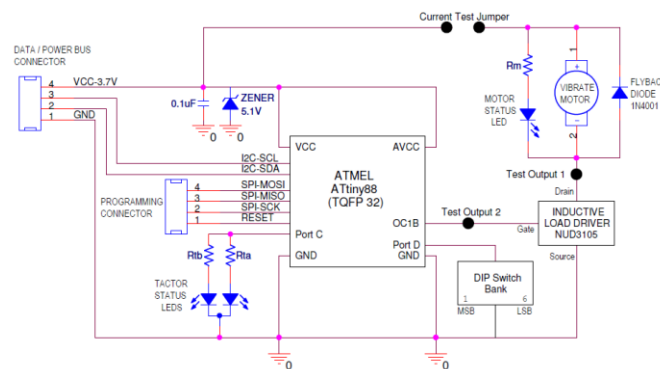 Current Test Jumper
DATA / POWER BUS
CONNECTOR
4
3
2
1
VCC-3.7V
GND
0.1uF
ZENER
5.1V
0
0
Rm
MOTOR
STATUS
LED
1
+
VIBRATE
MOTOR
-
2
FLYBAC
DIODE
1N4001
I2C-SCL
I2C-SDA
PROGRAMMING
CONNECTOR
4
3
2
1
SPI-MOSI
SPI-MISO
SPI-SCK
RESET
VCC
AVCC
ATMEL
ATtiny88
(TQFP 32)
OC1B
Port C
Port D
GND
GND
Test Output 1
Drain
Test Output 2
Gate
INDUCTIVE
LOAD DRIVER
NUD3105
Source
Rtb
Rta
TACTOR
STATUS
LEDS
DIP Switch
Bank
1
6
MSB
LSB
0
0